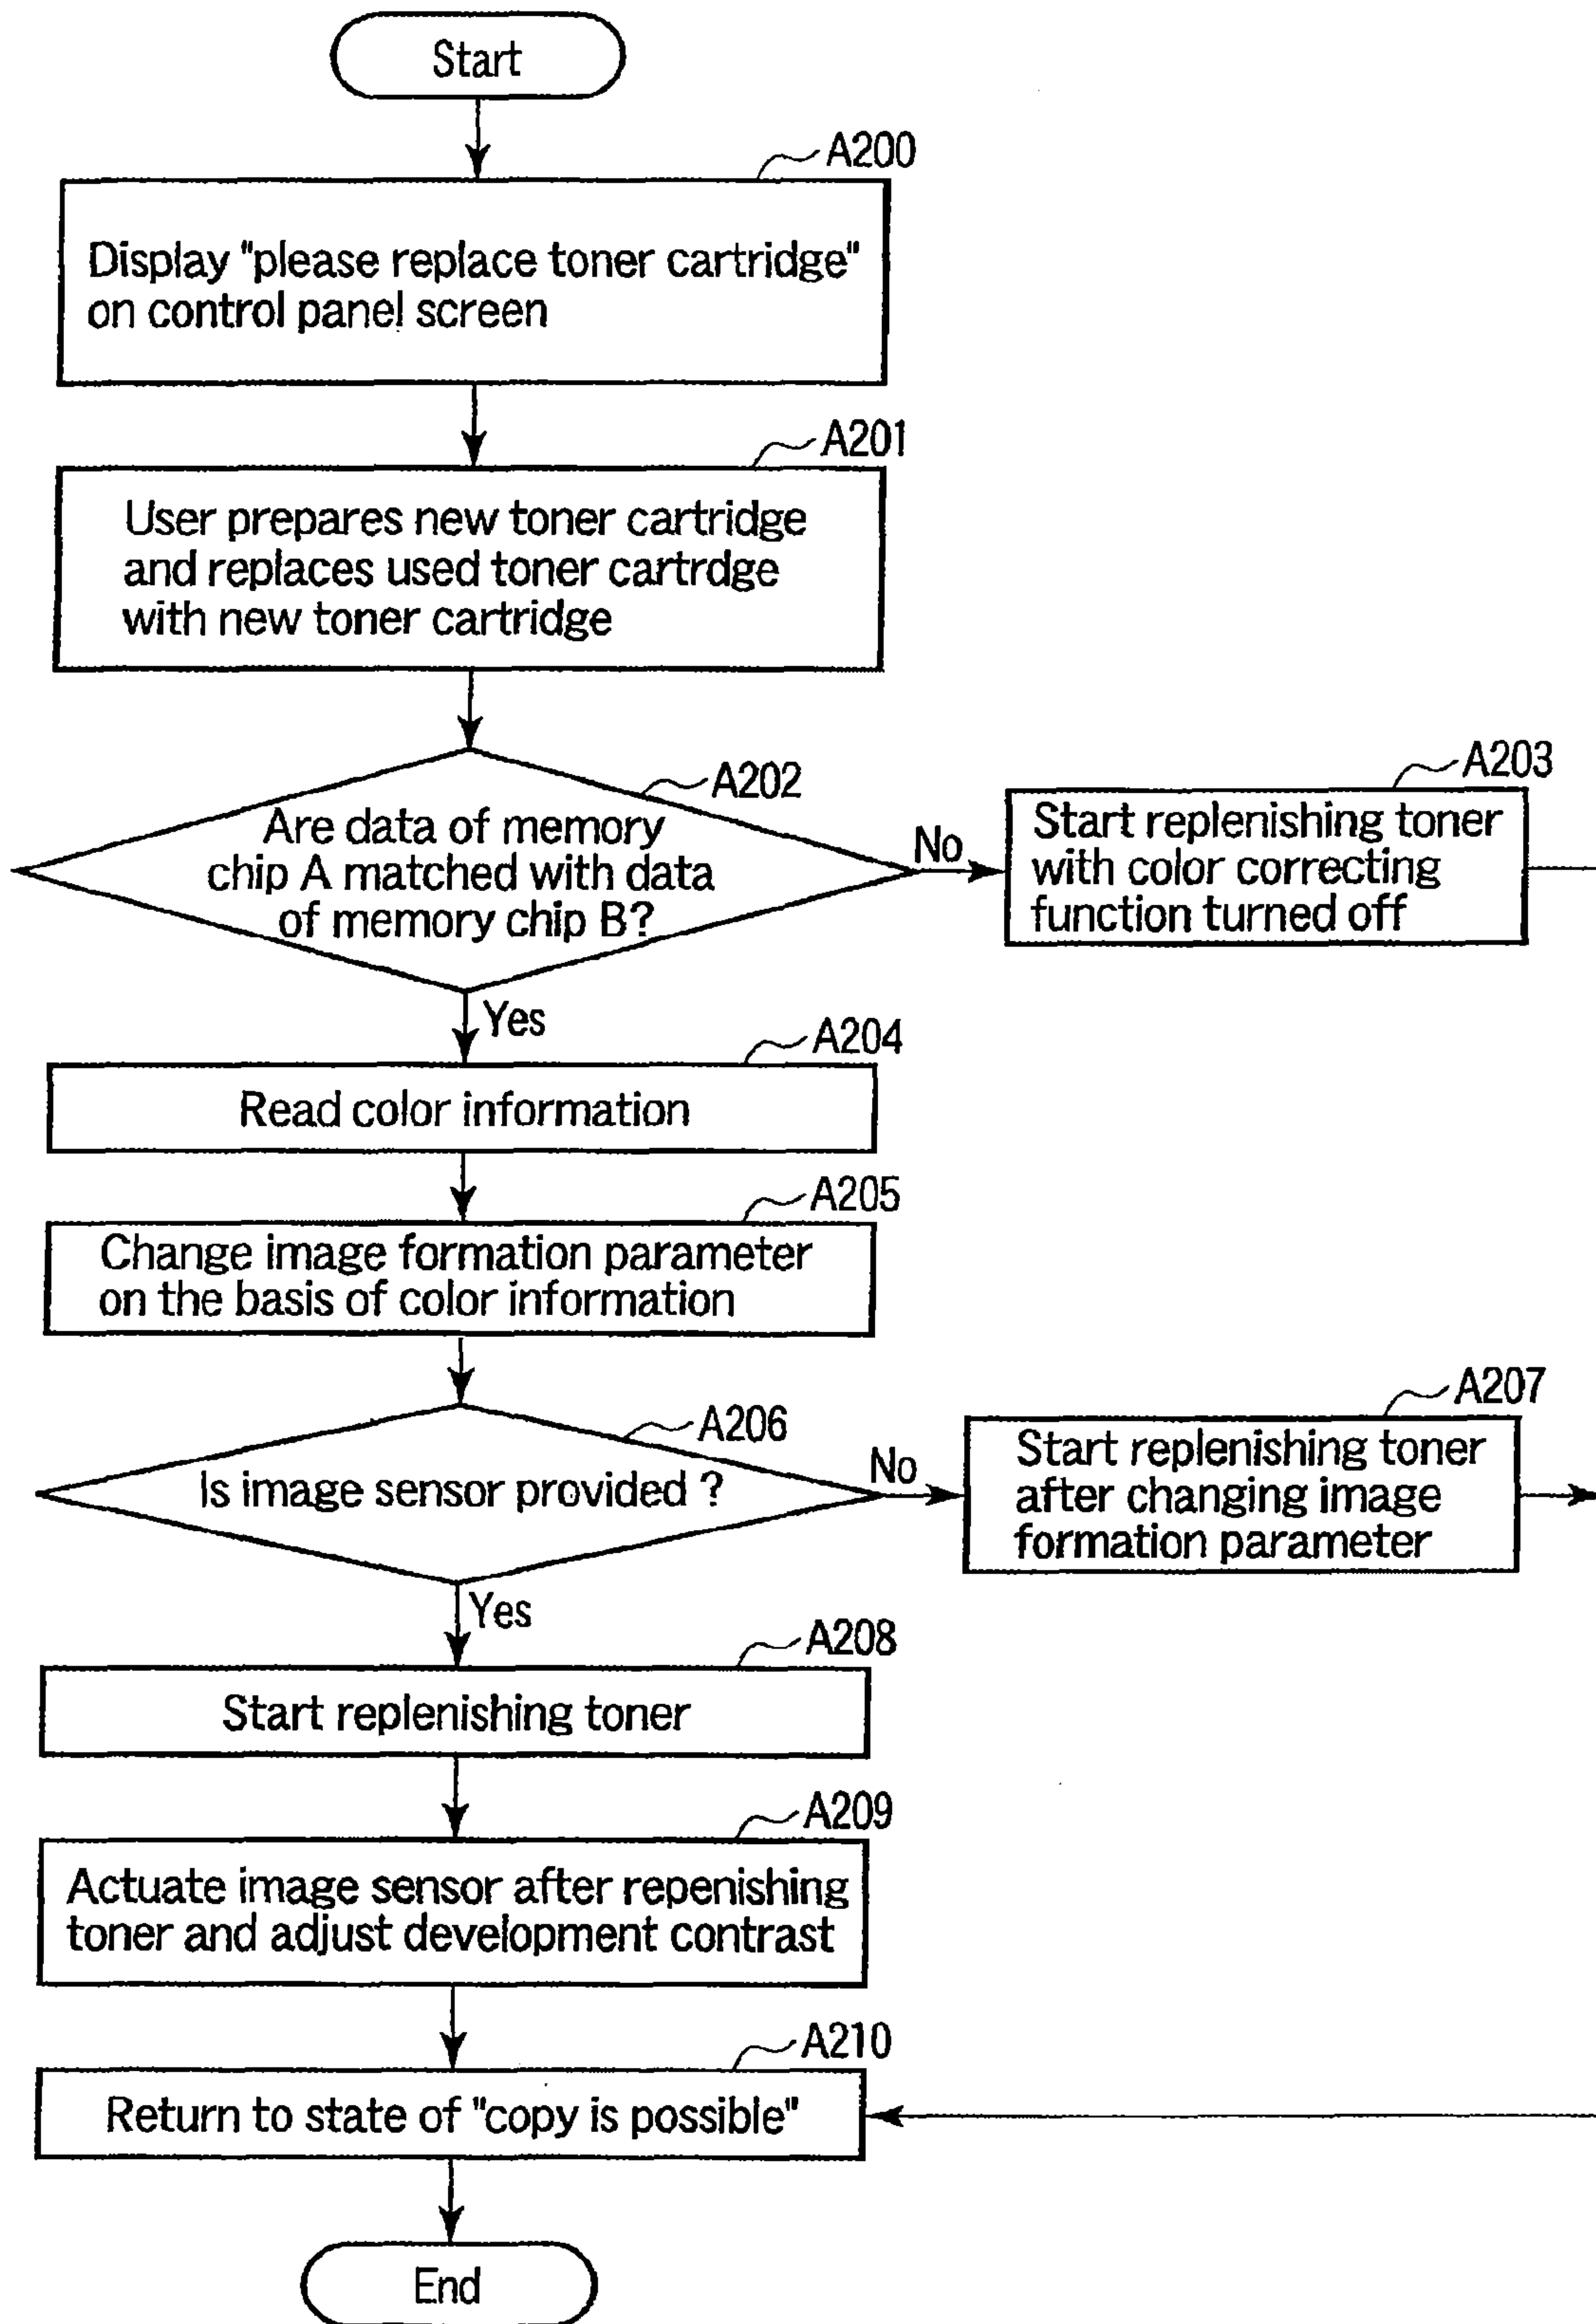 Start
A200
Display "please replace toner cartridge"
on control panel screen
A201
User prepares new toner cartridge
and replaces used toner cartrdge
with new toner cartridge
A202
Are data of memory
chip A matched with data
of memory chip B?
No
A203
Start replenishing toner
with color correcting
function turned off
Yes
A204
Read color information
A205
Change image formation parameter
on the basis of color information
A206
Is image sensor provided ?
No
A207
Start replenishing toner
after changing image
formation parameter
Yes
A208
Start replenishing toner
A209
Actuate image sensor after repenishing
toner and adjust development contrast
A210
Return to state of "copy is possible"
End